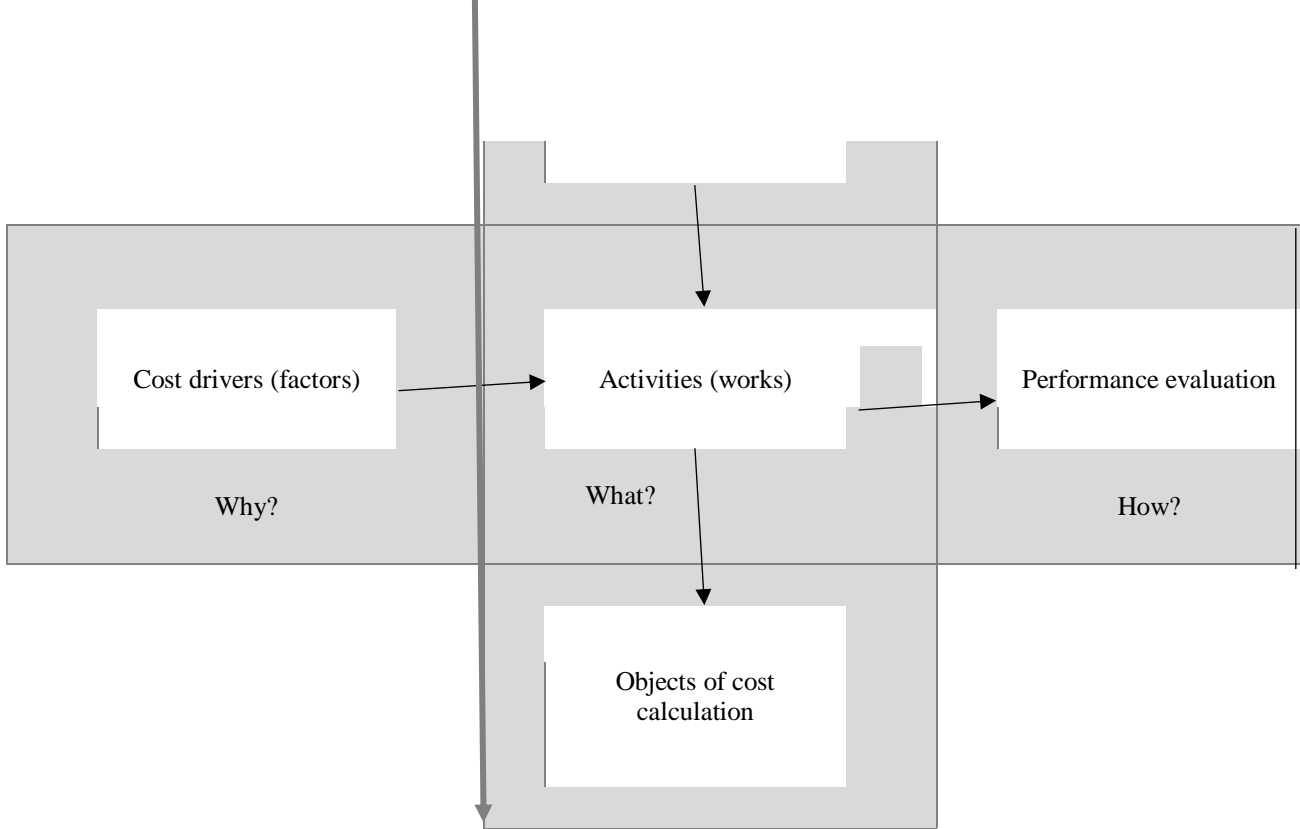 Cost drivers (factors)
Activities (works)
Performance evaluation
Why?
What?
How?
Objects of cost
calculation